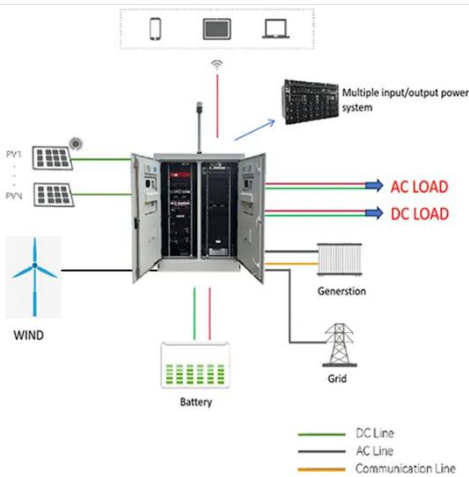 Multiple input/output power
system
PV1
PVN
AC LOAD
DC LOAD
WIND
Generstion
Grid
Battery
DC Line
AC Line
Communication Line